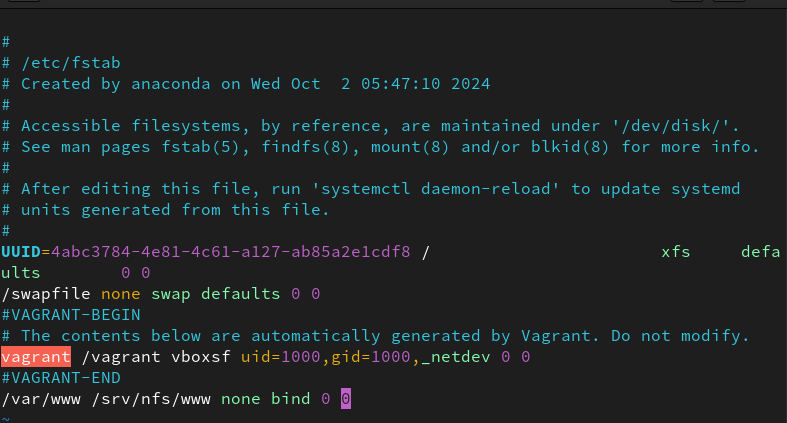 #
# /etc/fstab
# Created by anaconda on Wed Oct  2 05:47:10 2024
#
# Accessible filesystems, by reference, are maintained under '/dev/disk/'.
# See man pages fstab(5), findfs(8), mount(8) and/or blkid(8) for more info.
#
# After editing this file, run 'systemctl daemon-reload' to update systemd
# units generated from this file.
#
UUID=4abc3784-4e81-4c61-a127-ab85a2e1cdf8 /                       xfs     defa
ults        0 0
/swapfile none swap defaults 0 0
#VAGRANT-BEGIN
# The contents below are automatically generated by Vagrant. Do not modify.
vagrant /vagrant vboxsf uid=1000,gid=1000,_netdev 0 0
#VAGRANT-END
/var/www /srv/nfs/www none bind 0 0
~